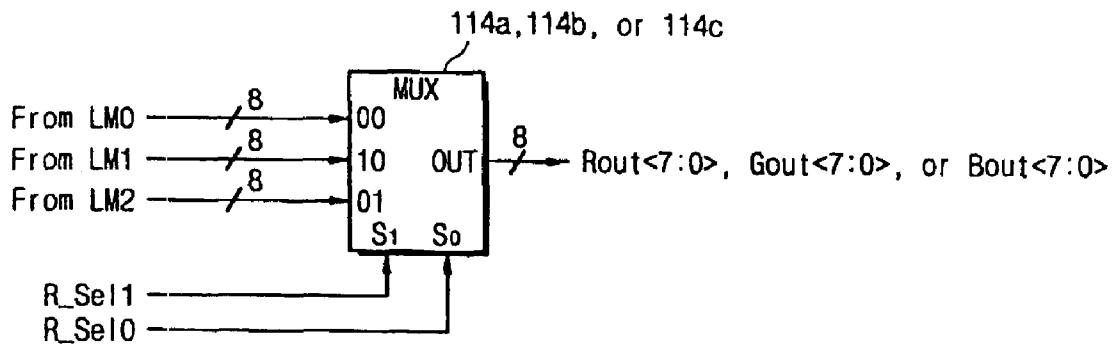 114a,114b, or 114c
MUX
From LM0 8 00
From LM1 8 10 OUT 8 Rout<7:0>, Gout<7:0>, or Bout<7:0>
From LM2 8 01
S1 S0
R_Sel1
R_Sel0